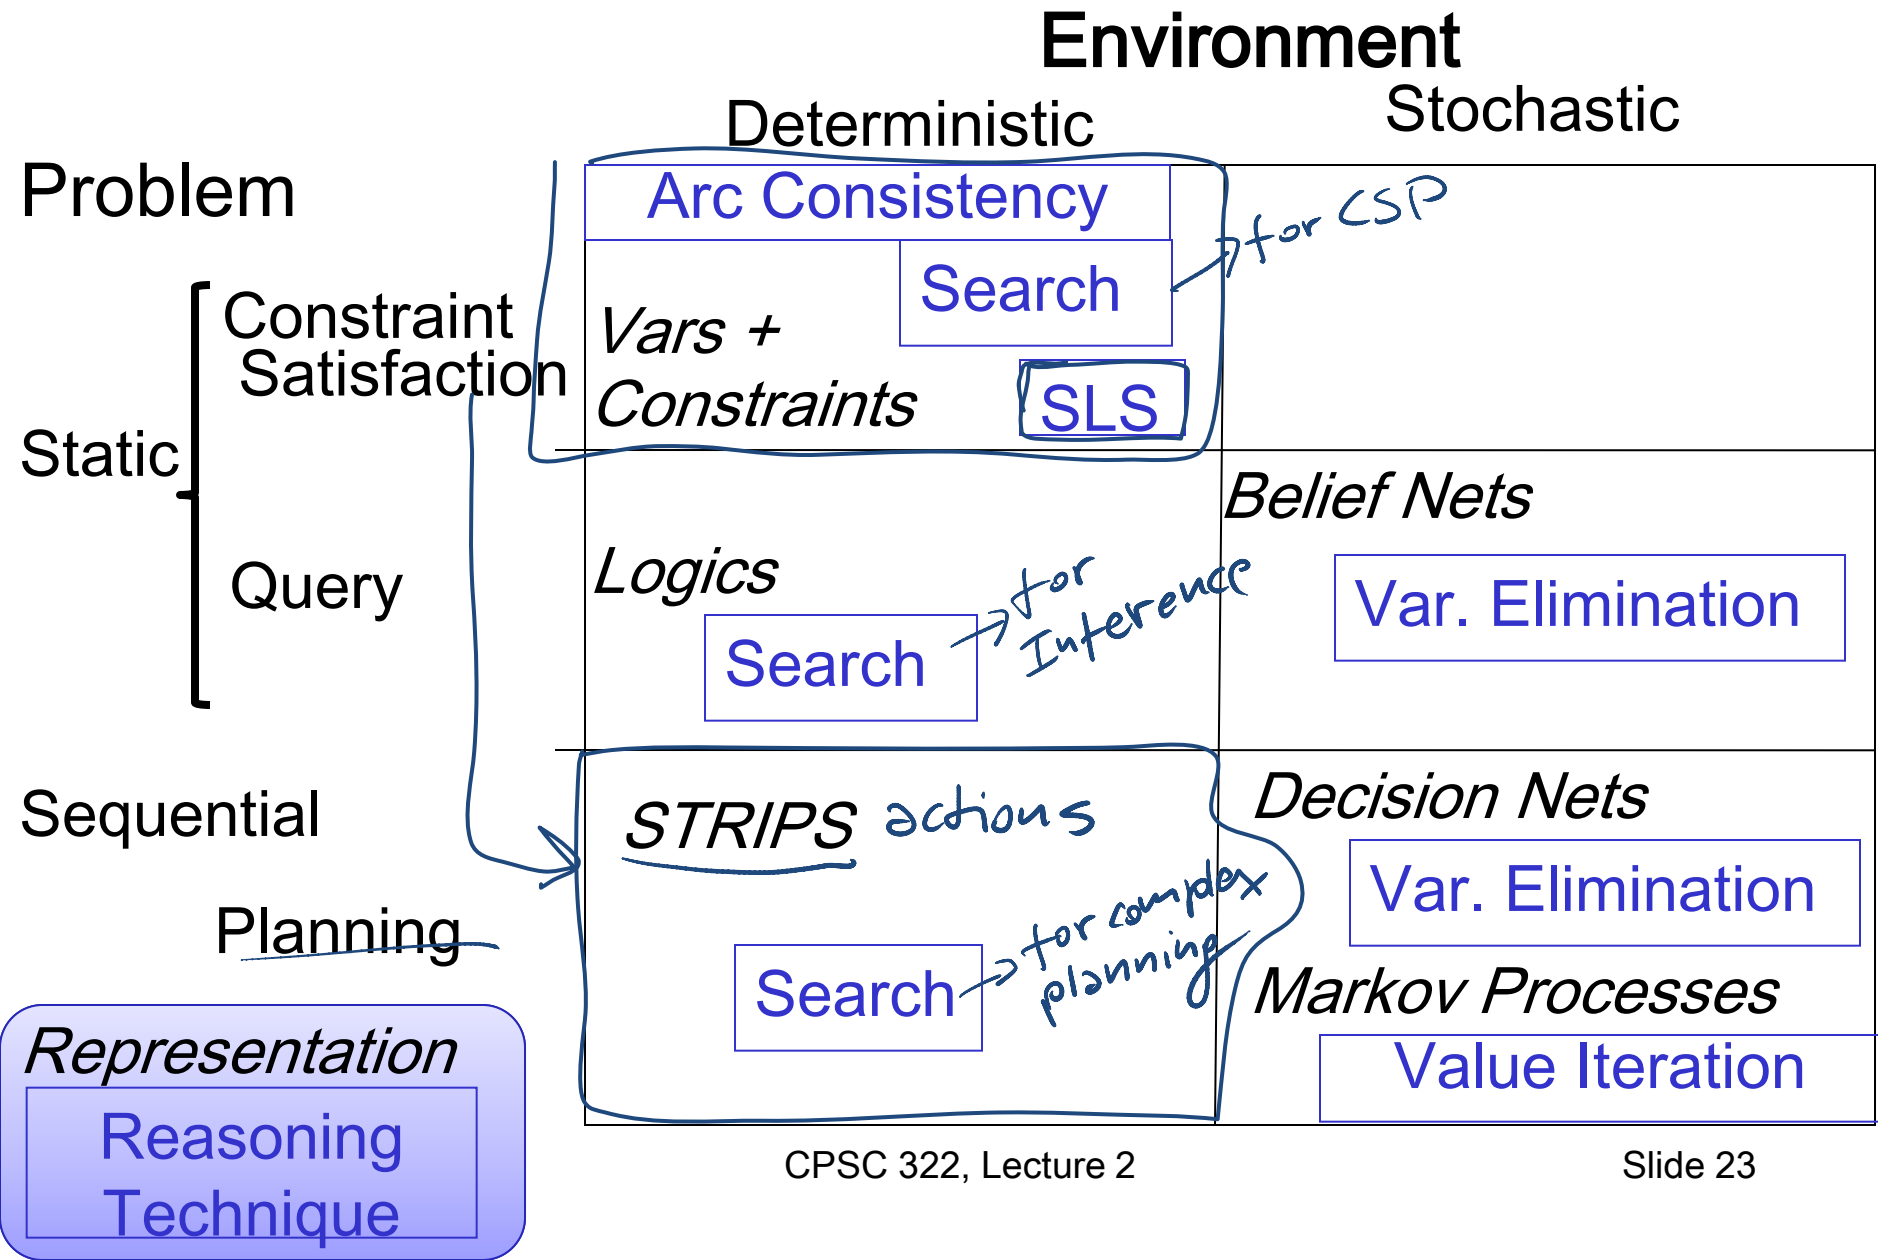 Environment
Deterministic
Stochastic
Problem
Arc Consistency
Search
for CSP
Constraint
Satisfaction
Vars +
Constraints
SLS
Static
Belief Nets
Query
Logics
for
Inference
Search
Var. Elimination
Sequential
STRIPS actions
Decision Nets
Var. Elimination
Planning
Search
for complex
planning
Markov Processes
Value Iteration
Representation
Reasoning
Technique
CPSC 322, Lecture 2
Slide 23